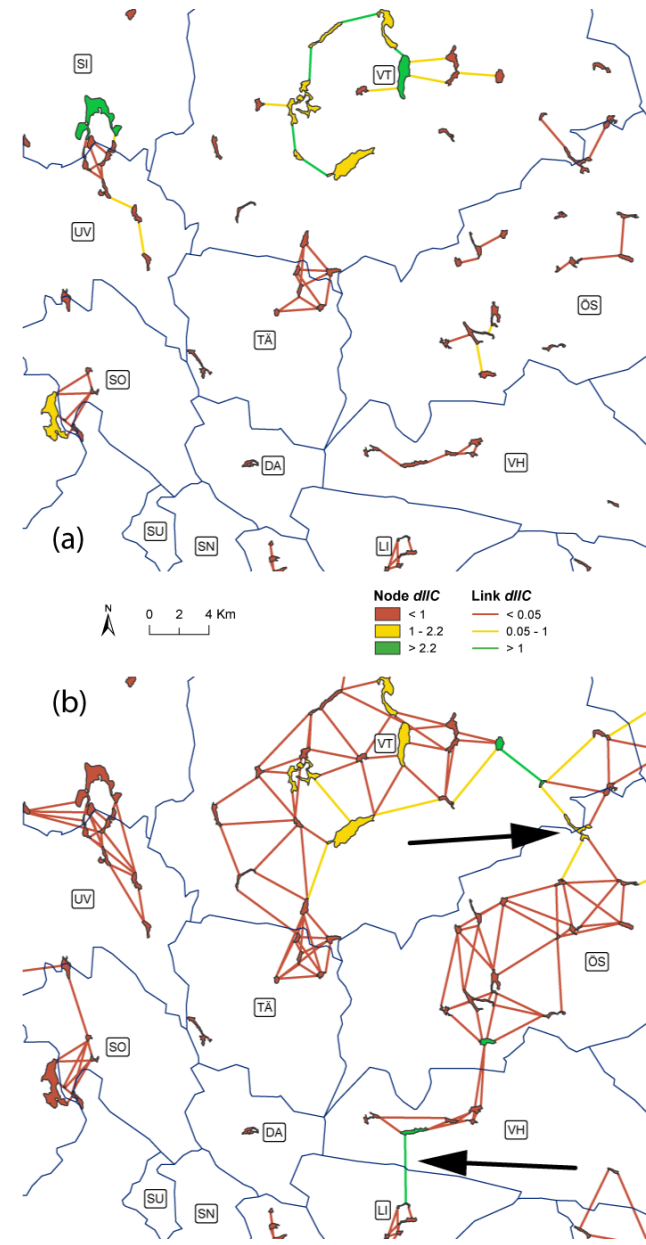 SI
VT
UV
ÖS
TÄ
SO
DA
VH
SU
SN
LI
(a)
N
0 2 4 Km
Node dIIC
< 1
1 - 2.2
> 2.2
Link dIIC
< 0.05
0.05 - 1
> 1
(b)
VT
UV
ÖS
TÄ
SO
DA
VH
SU
SN
LI